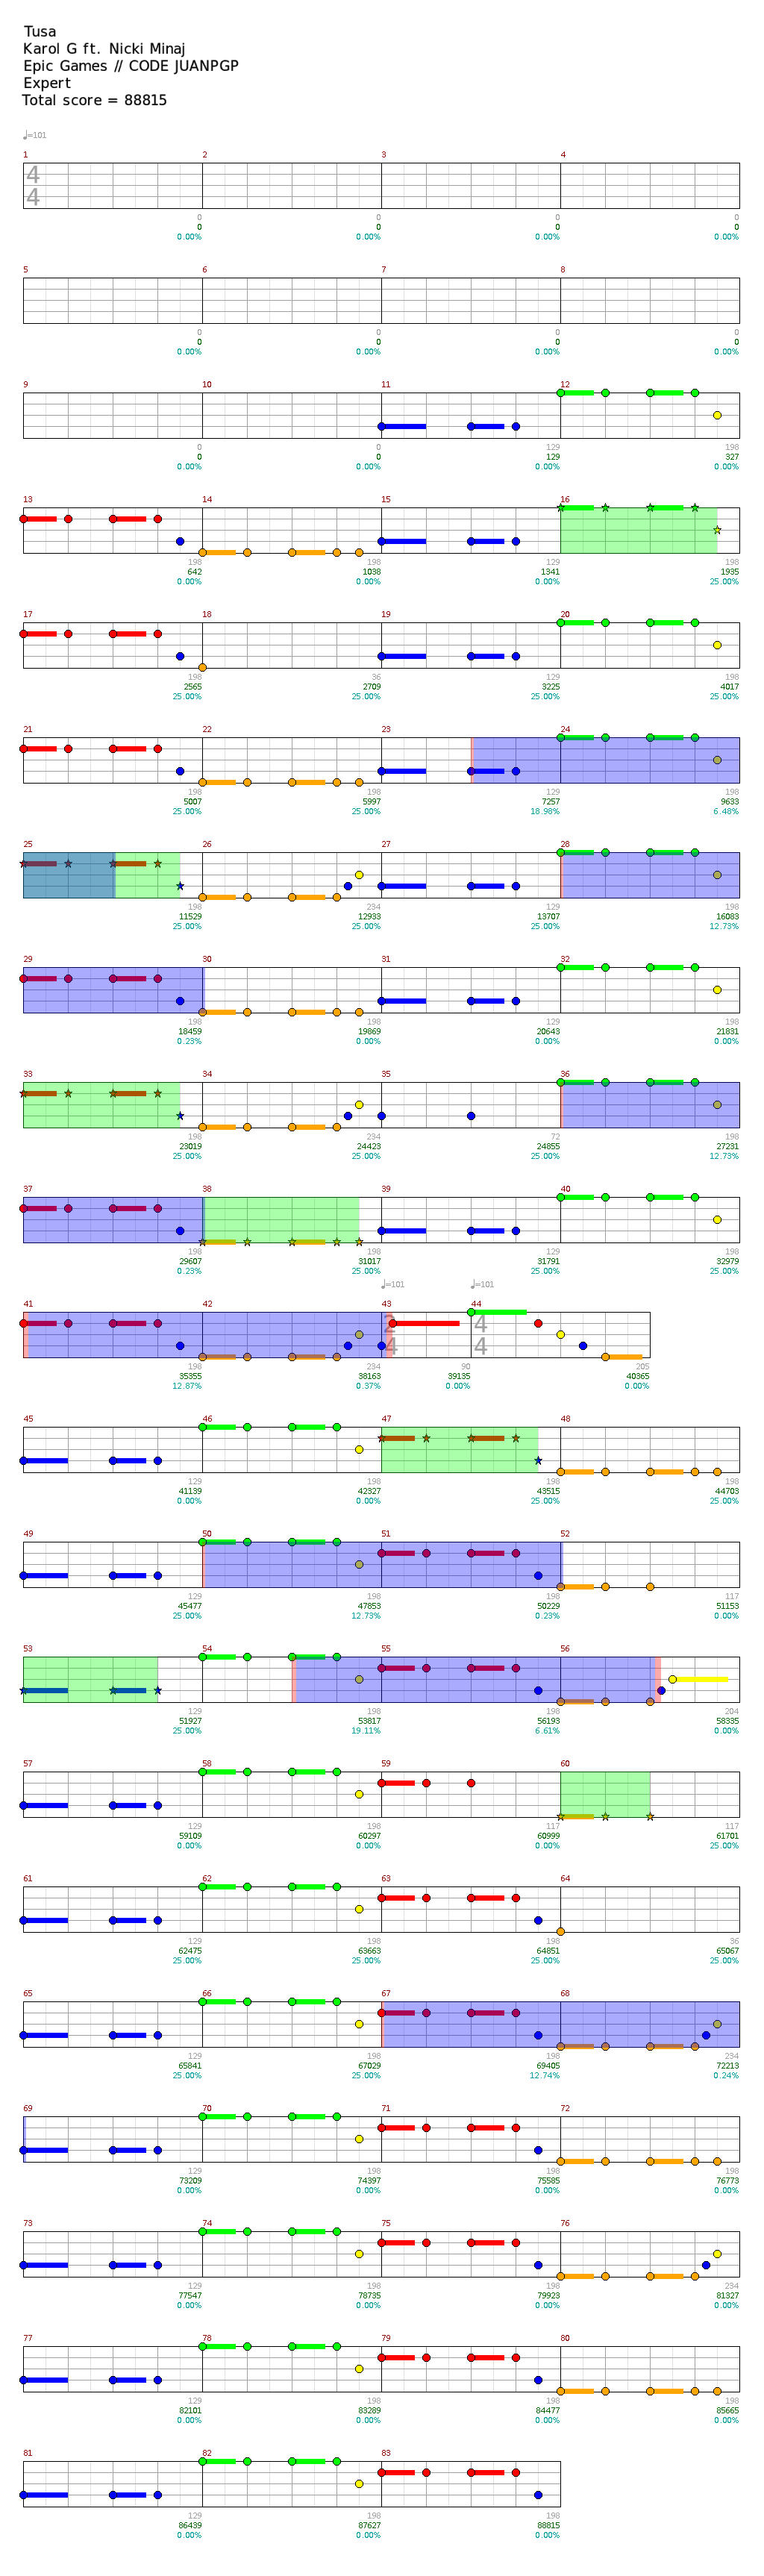 Tusa
Karol G ft. Nicki Minaj
Epic Games // CODE JUANPGP
Expert
Total score = 88815
♩=101
1 2 3 4
4
4
0 0 0 0
0 0 0 0
0.00% 0.00% 0.00% 0.00%
5 6 7 8
0 0 0 0
0 0 0 0
0.00% 0.00% 0.00% 0.00%
9 10 11 12
0 0 129 198
0 0 129 327
0.00% 0.00% 0.00% 0.00%
13 14 15 16
198 198 129 198
642 1038 1341 1935
0.00% 0.00% 0.00% 25.00%
17 18 19 20
198 36 129 198
2565 2709 3225 4017
25.00% 25.00% 25.00% 25.00%
21 22 23 24
198 198 129 198
5007 5997 7257 9633
25.00% 25.00% 18.98% 6.48%
25 26 27 28
198 234 129 198
11529 12933 13707 16083
25.00% 25.00% 25.00% 12.73%
29 30 31 32
198 198 129 198
18459 19869 20643 21831
0.23% 0.00% 0.00% 0.00%
33 34 35 36
198 234 72 198
23019 24423 24855 27231
25.00% 25.00% 25.00% 12.73%
37 38 39 40
198 198 129 198
29607 31017 31791 32979
0.23% 25.00% 25.00% 25.00%
♩=101 ♩=101
41 42 43 44
2 4
4 4
198 234 90 205
35355 38163 39135 40365
12.87% 0.37% 0.00% 0.00%
45 46 47 48
129 198 198 198
41139 42327 43515 44703
0.00% 0.00% 25.00% 25.00%
49 50 51 52
129 198 198 117
45477 47853 50229 51153
25.00% 12.73% 0.23% 0.00%
53 54 55 56
129 198 198 204
51927 53817 56193 58335
25.00% 19.11% 6.61% 0.00%
57 58 59 60
129 198 117 117
59109 60297 60999 61701
0.00% 0.00% 0.00% 25.00%
61 62 63 64
129 198 198 36
62475 63663 64851 65067
25.00% 25.00% 25.00% 25.00%
65 66 67 68
129 198 198 234
65841 67029 69405 72213
25.00% 25.00% 12.74% 0.24%
69 70 71 72
129 198 198 198
73209 74397 75585 76773
0.00% 0.00% 0.00% 0.00%
73 74 75 76
129 198 198 234
77547 78735 79923 81327
0.00% 0.00% 0.00% 0.00%
77 78 79 80
129 198 198 198
82101 83289 84477 85665
0.00% 0.00% 0.00% 0.00%
81 82 83
129 198 198
86439 87627 88815
0.00% 0.00% 0.00%